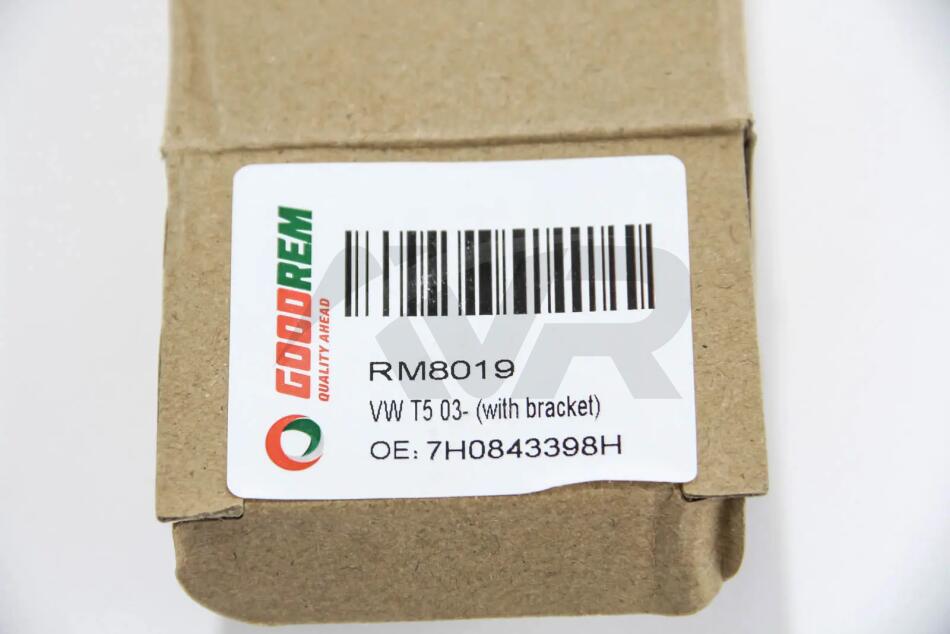 GOODREM
QUALITY AHEAD
RM8019
VW T5 03- (with bracket)
OE: 7H0843398H